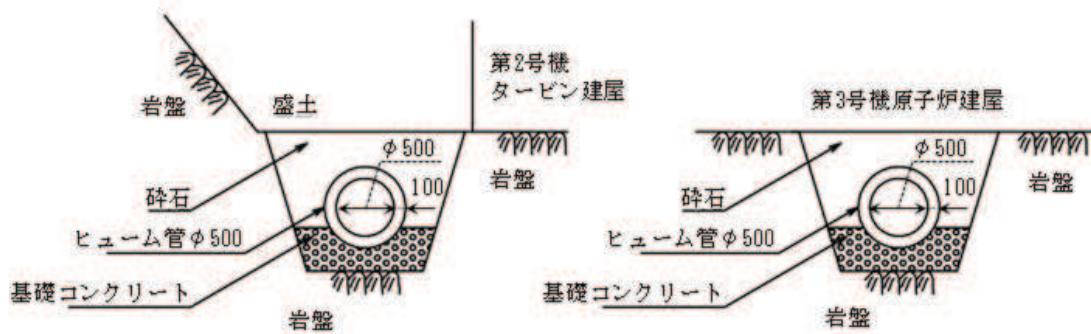 第2号機
タービン建屋
岩盤
盛土
φ500
岩盤
100
砕石
ヒューム管φ500
基礎コンクリート
岩盤
第3号機原子炉建屋
φ500
岩盤
100
砕石
ヒューム管φ500
基礎コンクリート
岩盤